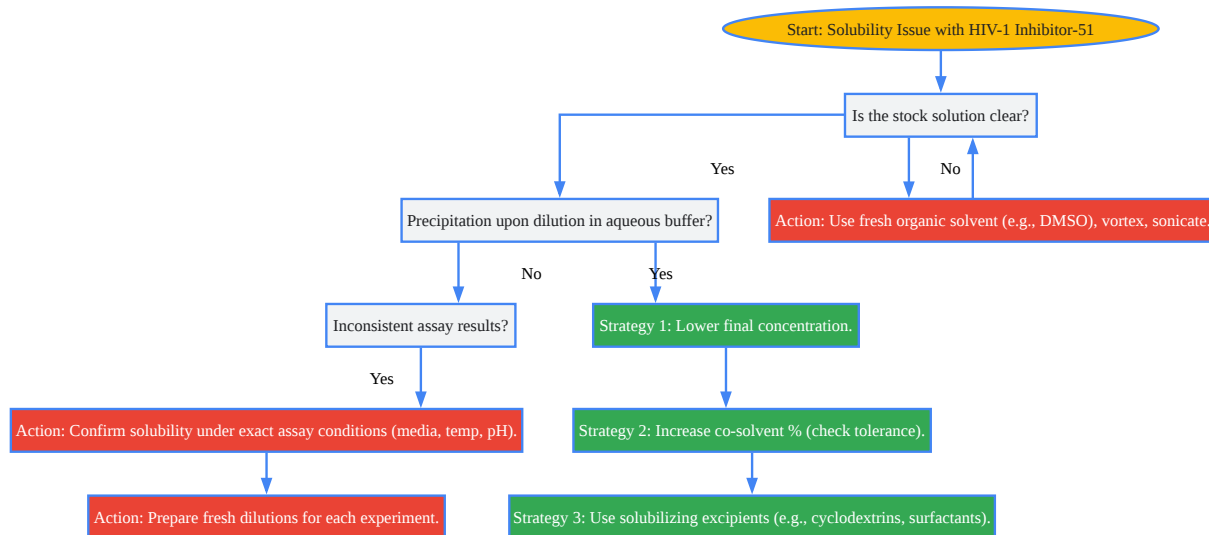 Start: Solubility Issue with HIV-1 Inhibitor-51
Is the stock solution clear?
Yes
No
Precipitation upon dilution in aqueous buffer?
Action: Use fresh organic solvent (e.g., DMSO), vortex, sonicate.
No
Yes
Inconsistent assay results?
Strategy 1: Lower final concentration.
Yes
Action: Confirm solubility under exact assay conditions (media, temp, pH).
Strategy 2: Increase co-solvent % (check tolerance).
Action: Prepare fresh dilutions for each experiment.
Strategy 3: Use solubilizing excipients (e.g., cyclodextrins, surfactants).